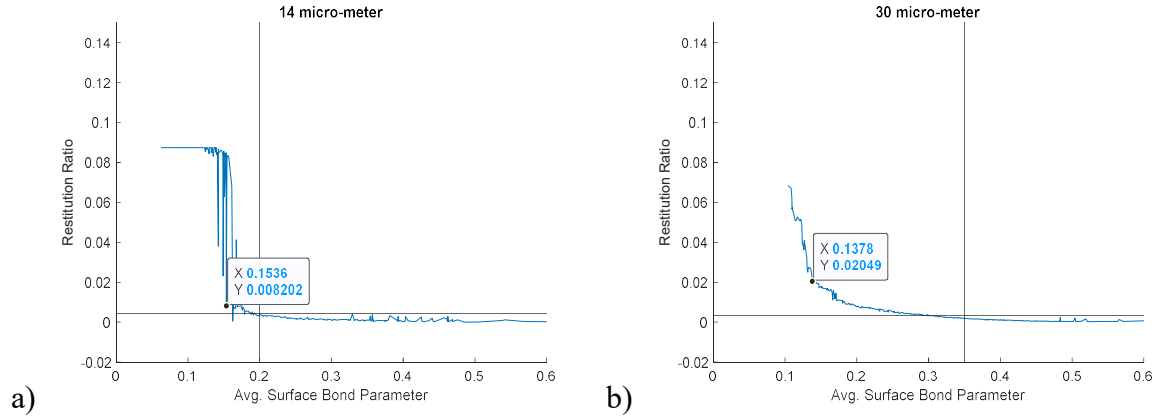 14 micro-meter
0.14
0.12
0.1
0.08
0.06
0.04
0.02
0
-0.02
Restitution Ratio
X 0.1536
Y 0.008202
0 0.1 0.2 0.3 0.4 0.5 0.6
Avg. Surface Bond Parameter
a)
30 micro-meter
0.14
0.12
0.1
0.08
0.06
0.04
0.02
0
-0.02
Restitution Ratio
X 0.1378
Y 0.02049
0 0.1 0.2 0.3 0.4 0.5 0.6
Avg. Surface Bond Parameter
b)